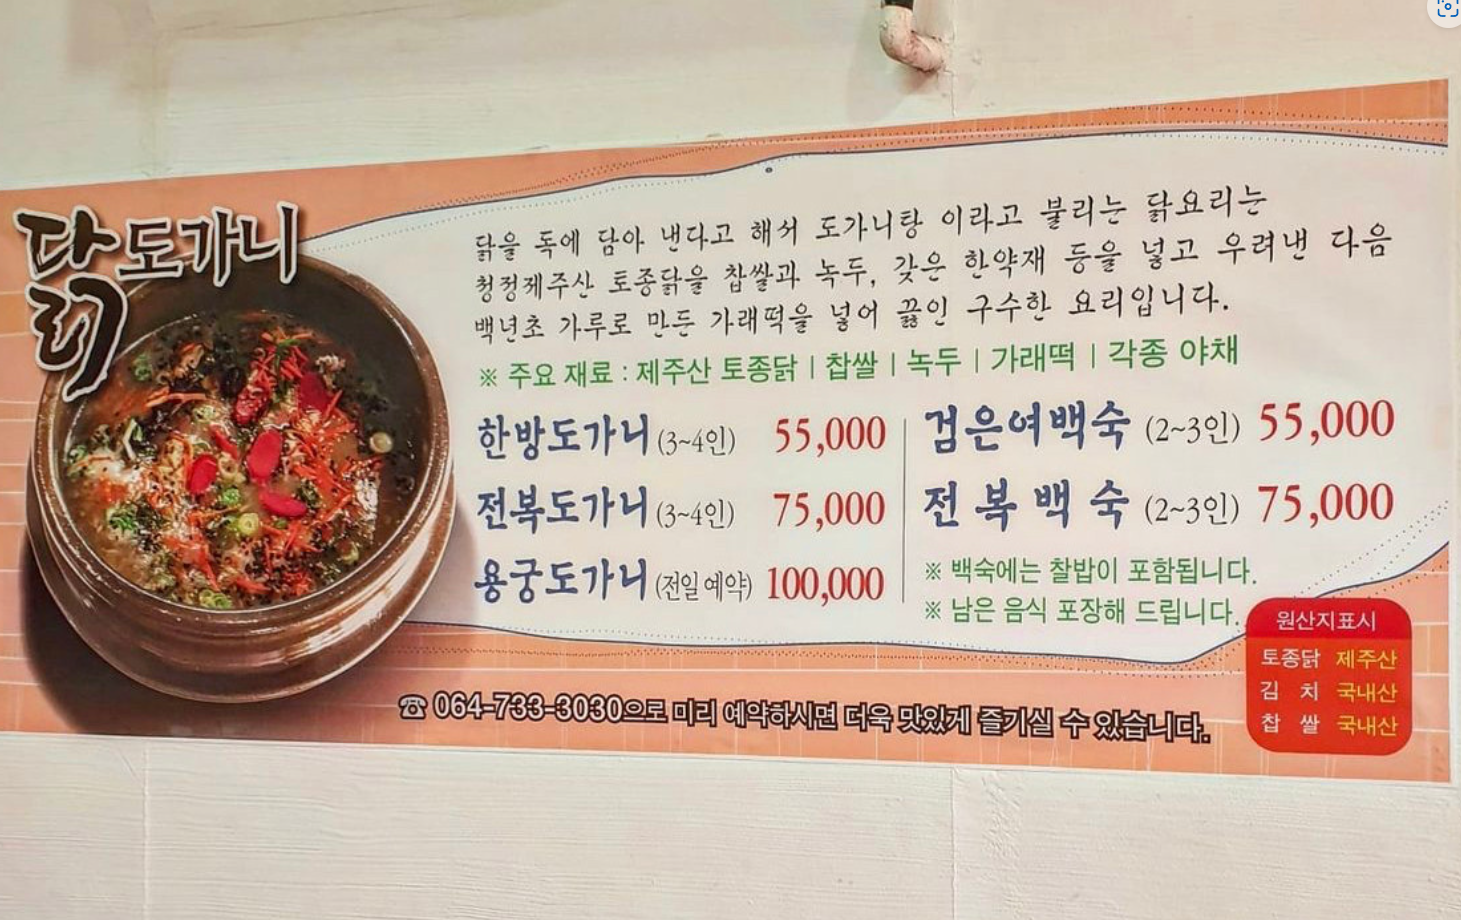 닭도가니
닭을 독에 담아 낸다고 해서 도가니탕 이라고 불리는 닭요리는
청정제주산 토종닭을 찹쌀과 녹두, 갖은 한약재 등을 넣고 우려낸 다음
백년초 가루로 만든 가래떡을 넣어 끓인 구수한 요리입니다.
※ 주요 재료 : 제주산 토종닭 | 찹쌀 | 녹두 | 가래떡 | 각종 야채
한방도가니 (3~4인) 55,000
전복도가니 (3~4인) 75,000
용궁도가니 (전일 예약) 100,000
검은여백숙 (2~3인) 55,000
전복백숙 (2~3인) 75,000
※ 백숙에는 찰밥이 포함됩니다.
※ 남은 음식 포장해 드립니다.
원산지표시
토종닭 제주산
김 치 국내산
찹 쌀 국내산
☎ 064-733-3030으로 미리 예약하시면 더욱 맛있게 즐기실 수 있습니다.